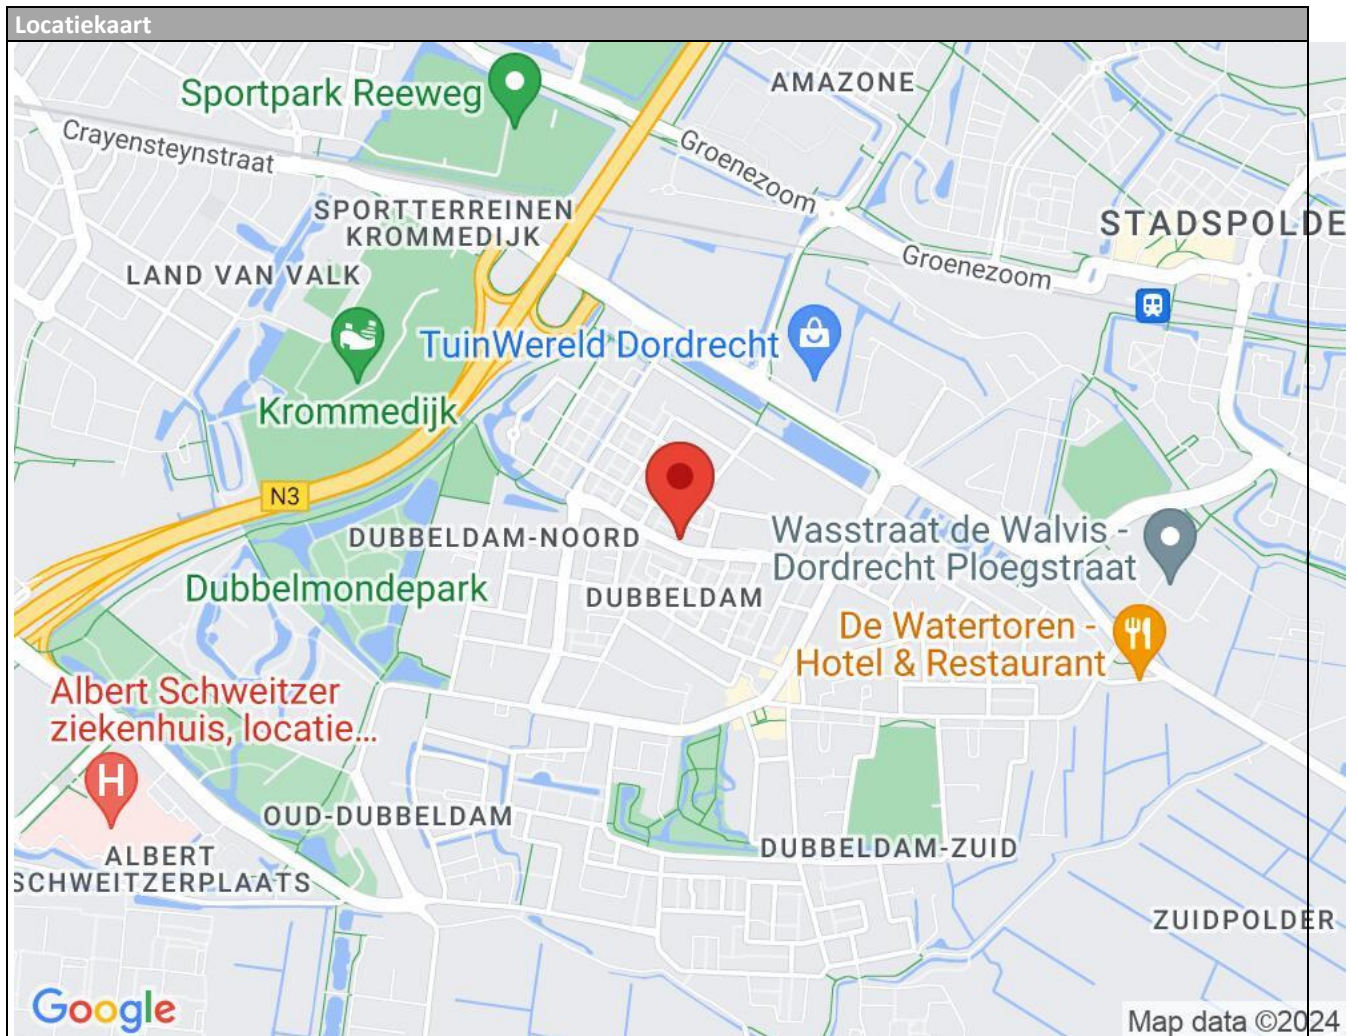 Locatiekaart
Sportpark Reeweg
AMAZONE
Crayensteynstraat
Groenezoom
SPORTTERREINEN
KROMMEDIJK
STADSPOLDE
LAND VAN VALK
Groenezoom
TuinWereld Dordrecht
Krommedijk
N3
DUBBELDAM-NOORD
Wasstraat de Walvis -
Dordrecht Ploegstraat
Dubbelmondepark
DUBBELDAM
De Watertoren -
Hotel & Restaurant
Albert Schweitzer
ziekenhuis, locatie...
H
OUD-DUBBELDAM
DUBBELDAM-ZUID
ALBERT
SCHWEITZERPLAATS
ZUIDPOLDER
Google
Map data ©2024